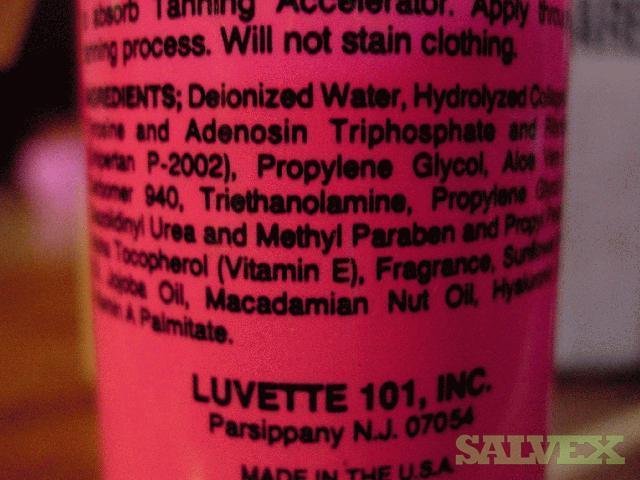 absorb Tanning Accelerator. Apply
process. Will not stain clothing.
Deionized Water, Hydrolyzed
and Adenosin Triphosphate and
P-2002), Propylene Glycol, Aloe
940, Triethanolamine, Propylene
Urea and Methyl Paraben and
Tocopherol (Vitamin E), Fragrance,
Jojoba Oil, Macadamian Nut Oil,
A Palmitate.
LUVETTE 101, INC.
Parsippany N.J. 07054
MADE IN THE U.S.A.
SALVEX